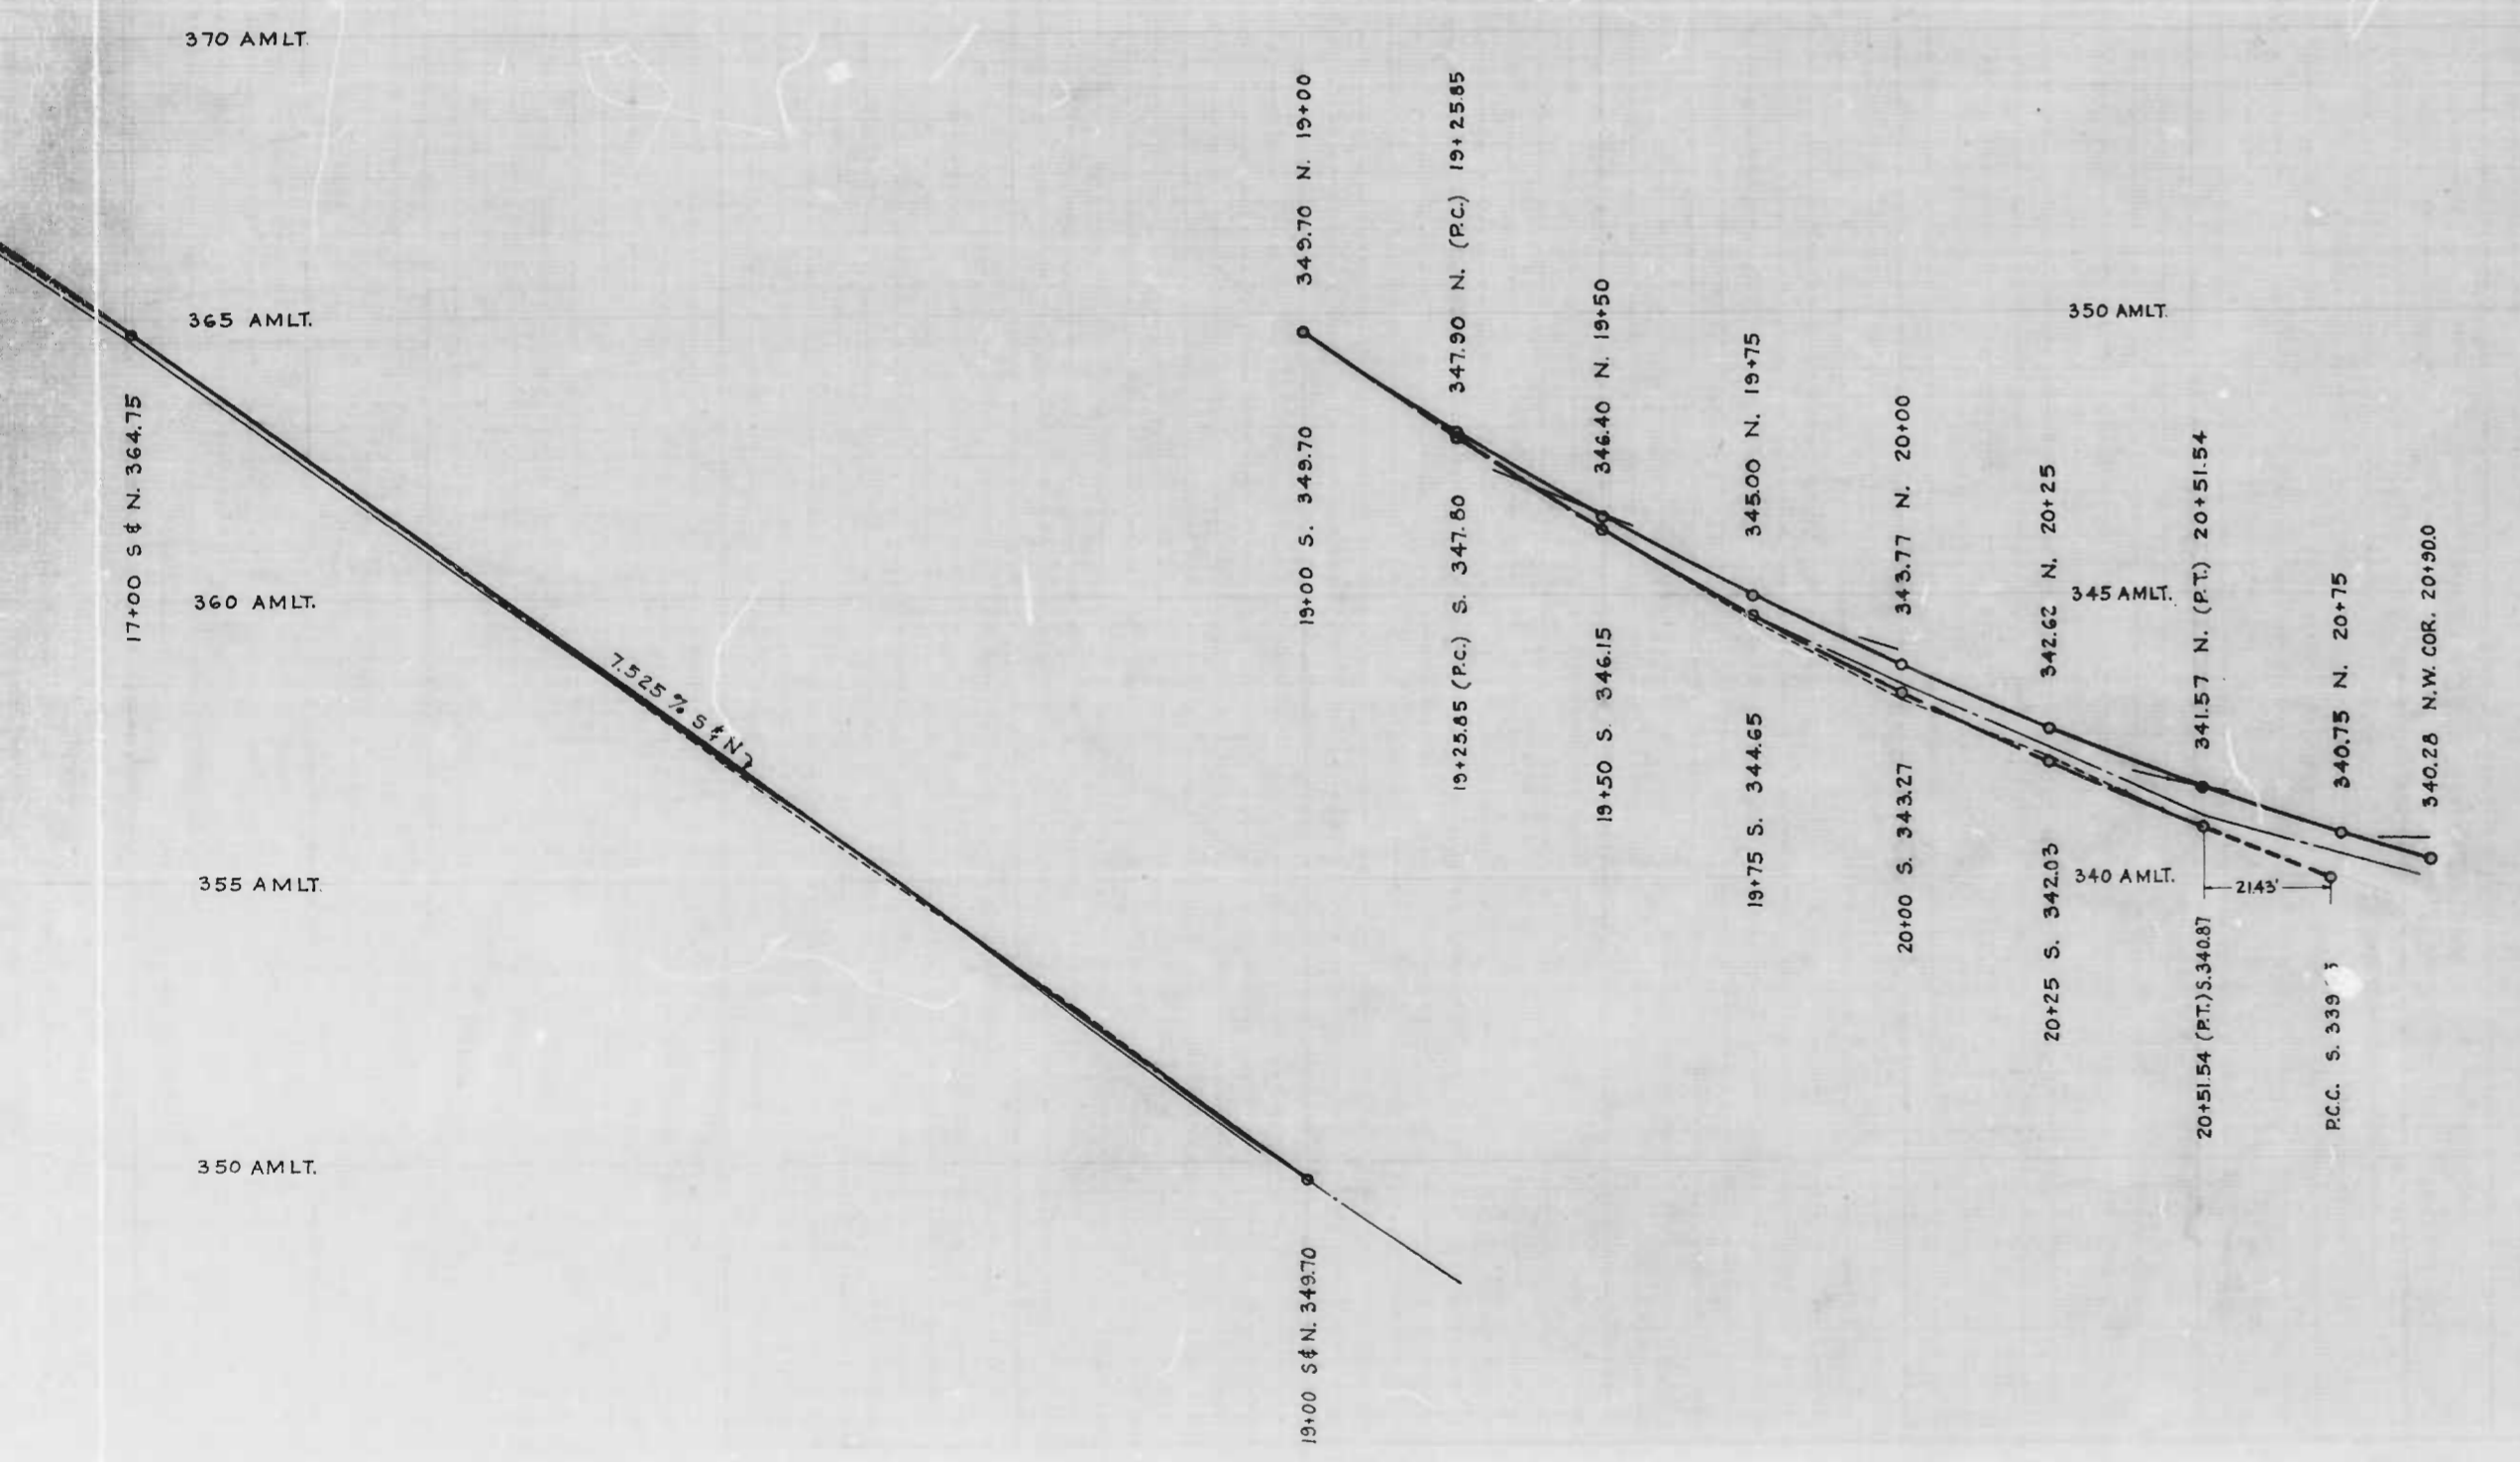 370 AMLT.
365 AMLT.
17+00 S & N. 364.75
360 AMLT.
7.525 % S & N
355 AMLT.
350 AMLT.
19+00 S & N. 349.70
349.70 N. 19+00
19+00 S. 349.70
347.90 N. (P.C.) 19+25.85
19+25.85 (P.C.) S. 347.80
346.40 N. 19+50
19+50 S. 346.15
345.00 N. 19+75
19+75 S. 344.65
343.77 N. 20+00
20+00 S. 343.27
342.62 N. 20+25
20+25 S. 342.03
350 AMLT.
345 AMLT.
340 AMLT.
341.57 N. (P.T.) 20+51.54
20+51.54 (P.T.) S. 340.87
21.43'
340.75 N. 20+75
P.C.C. S. 339
340.28 N.W. COR. 20+90.0